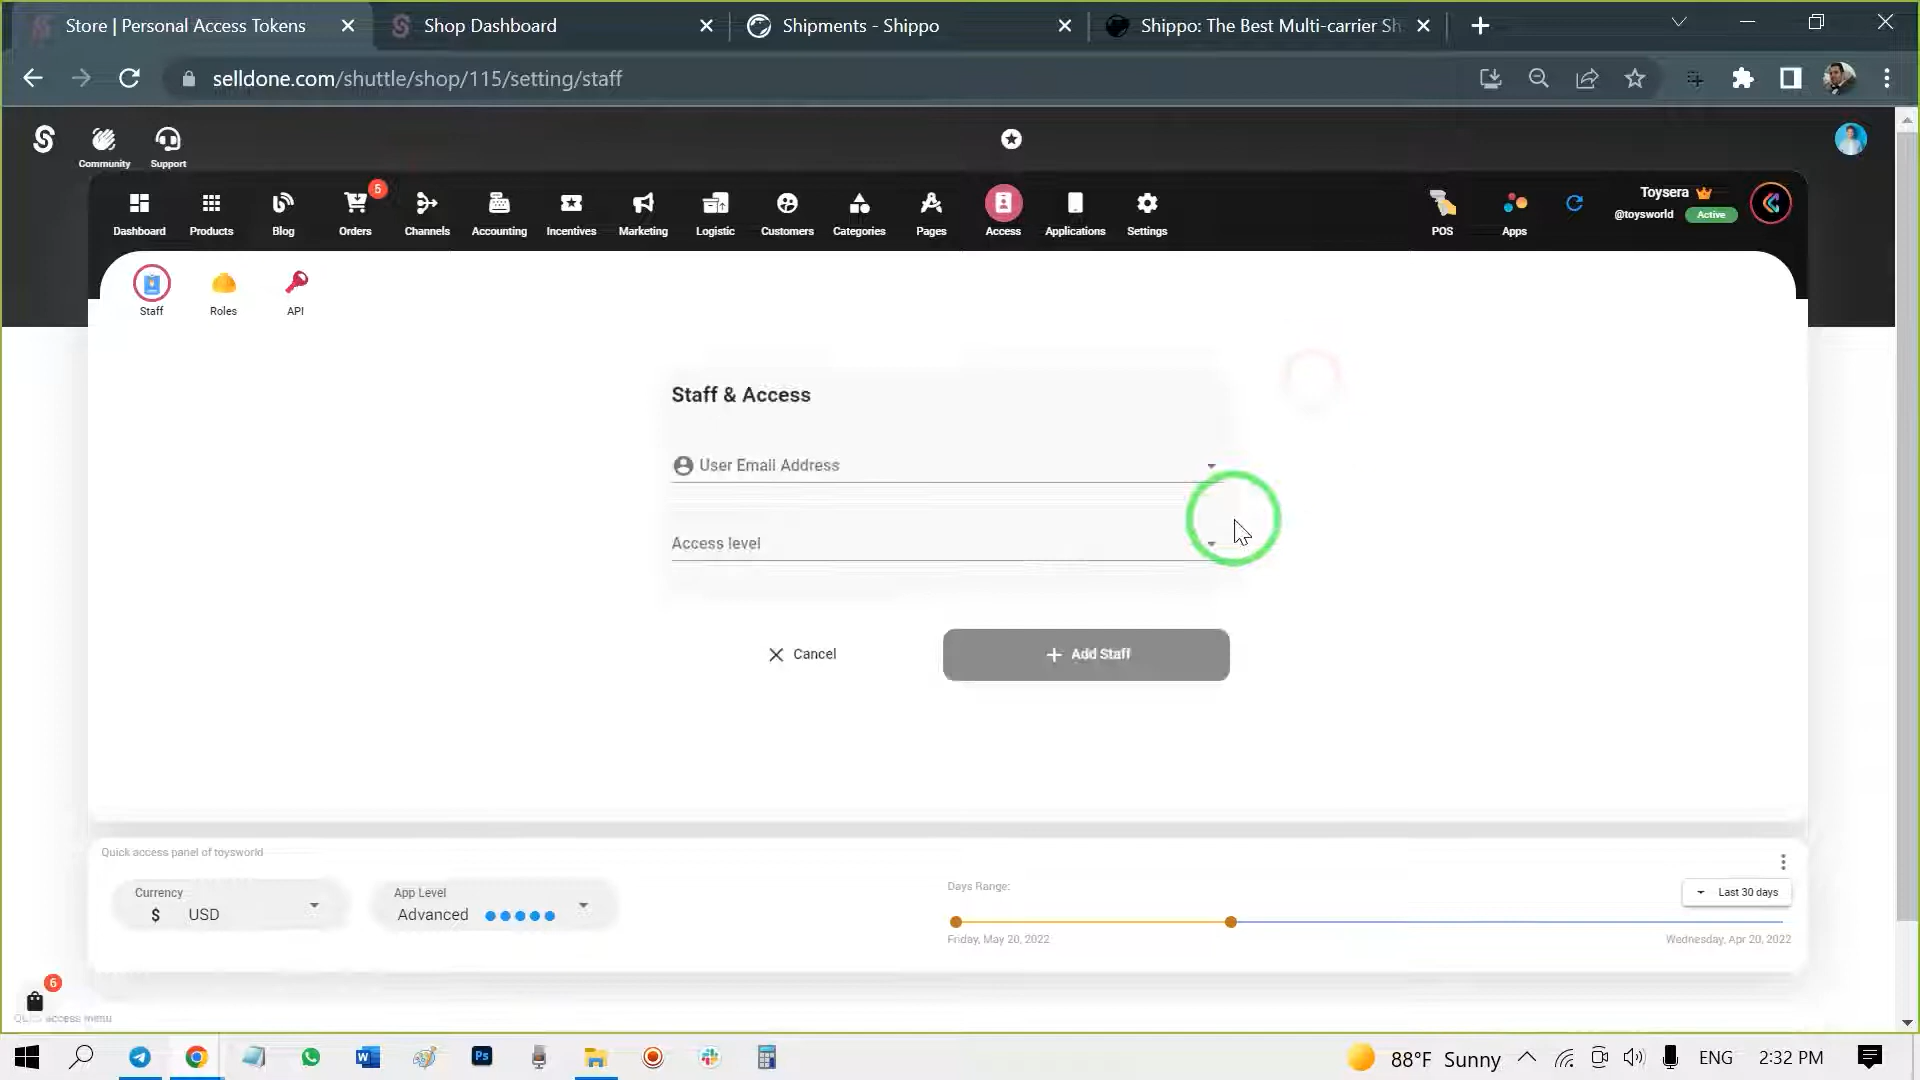 Store | Personal Access Tokens
Shop Dashboard
Shipments - Shippo
Shippo: The Best Multi-carrier Sh
selldone.com/shuttle/shop/115/setting/staff
Community
Support
Dashboard
Products
Blog
5
Orders
Channels
Accounting
Incentives
Marketing
Logistic
Customers
Categories
Pages
Access
Applications
Settings
POS
Apps
Toysera
@toysworld
Active
Staff
Roles
API
Staff & Access
User Email Address
Access level
Cancel
Add Staff
Quick access panel of toysworld
Currency
$ USD
App Level
Advanced
Days Range:
Last 30 days
Friday, May 20, 2022
Wednesday, Apr 20, 2022
6
Quick access menu
Ps
88°F Sunny
ENG
2:32 PM